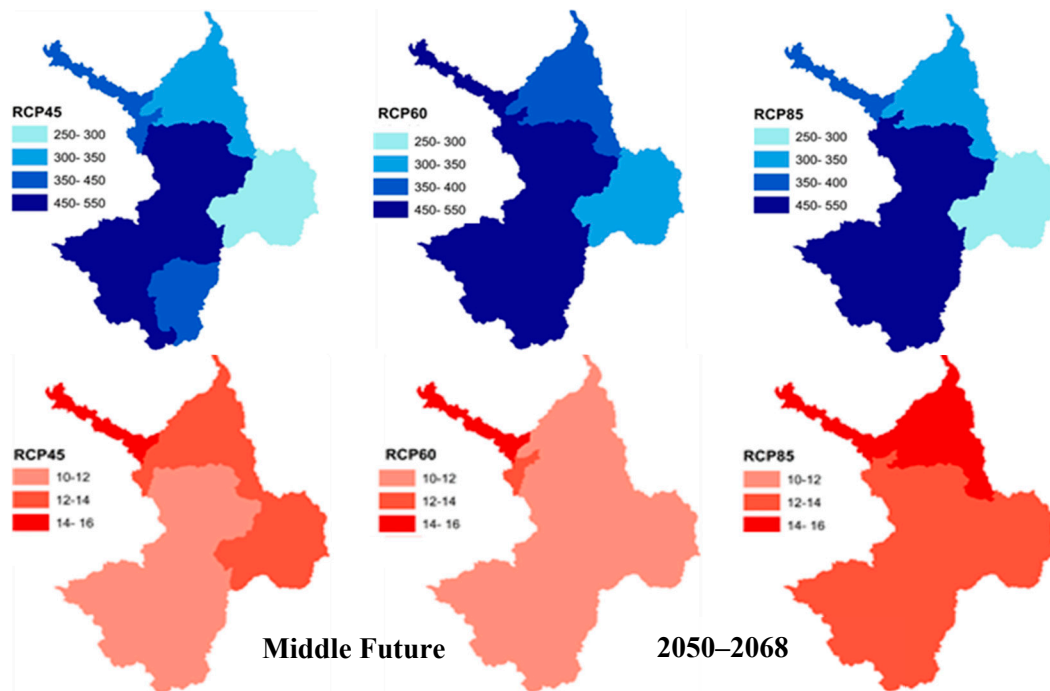 RCP45
250- 300
300- 350
350- 450
450- 550
RCP60
300- 350
350- 400
450- 550
RCP85
250- 300
300- 350
350- 400
450- 550
RCP45
10-12
12-14
14- 16
RCP60
10-12
12-14
14- 16
RCP85
10-12
12-14
14- 16
Middle Future 2050–2068